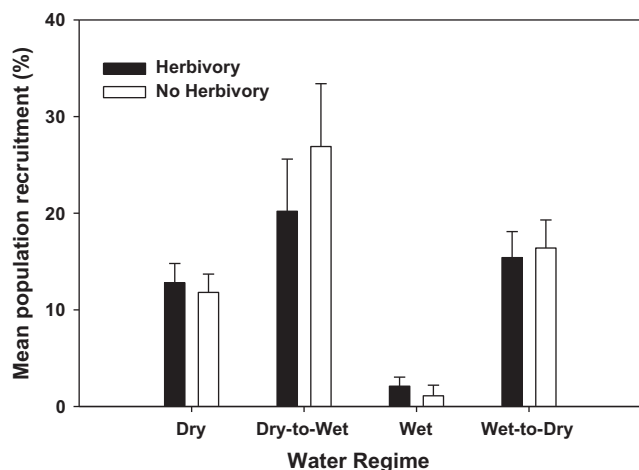 Mean population recruitment (%)
40
30
20
10
0
Herbivory
No Herbivory
Dry Dry-to-Wet Wet Wet-to-Dry
Water Regime